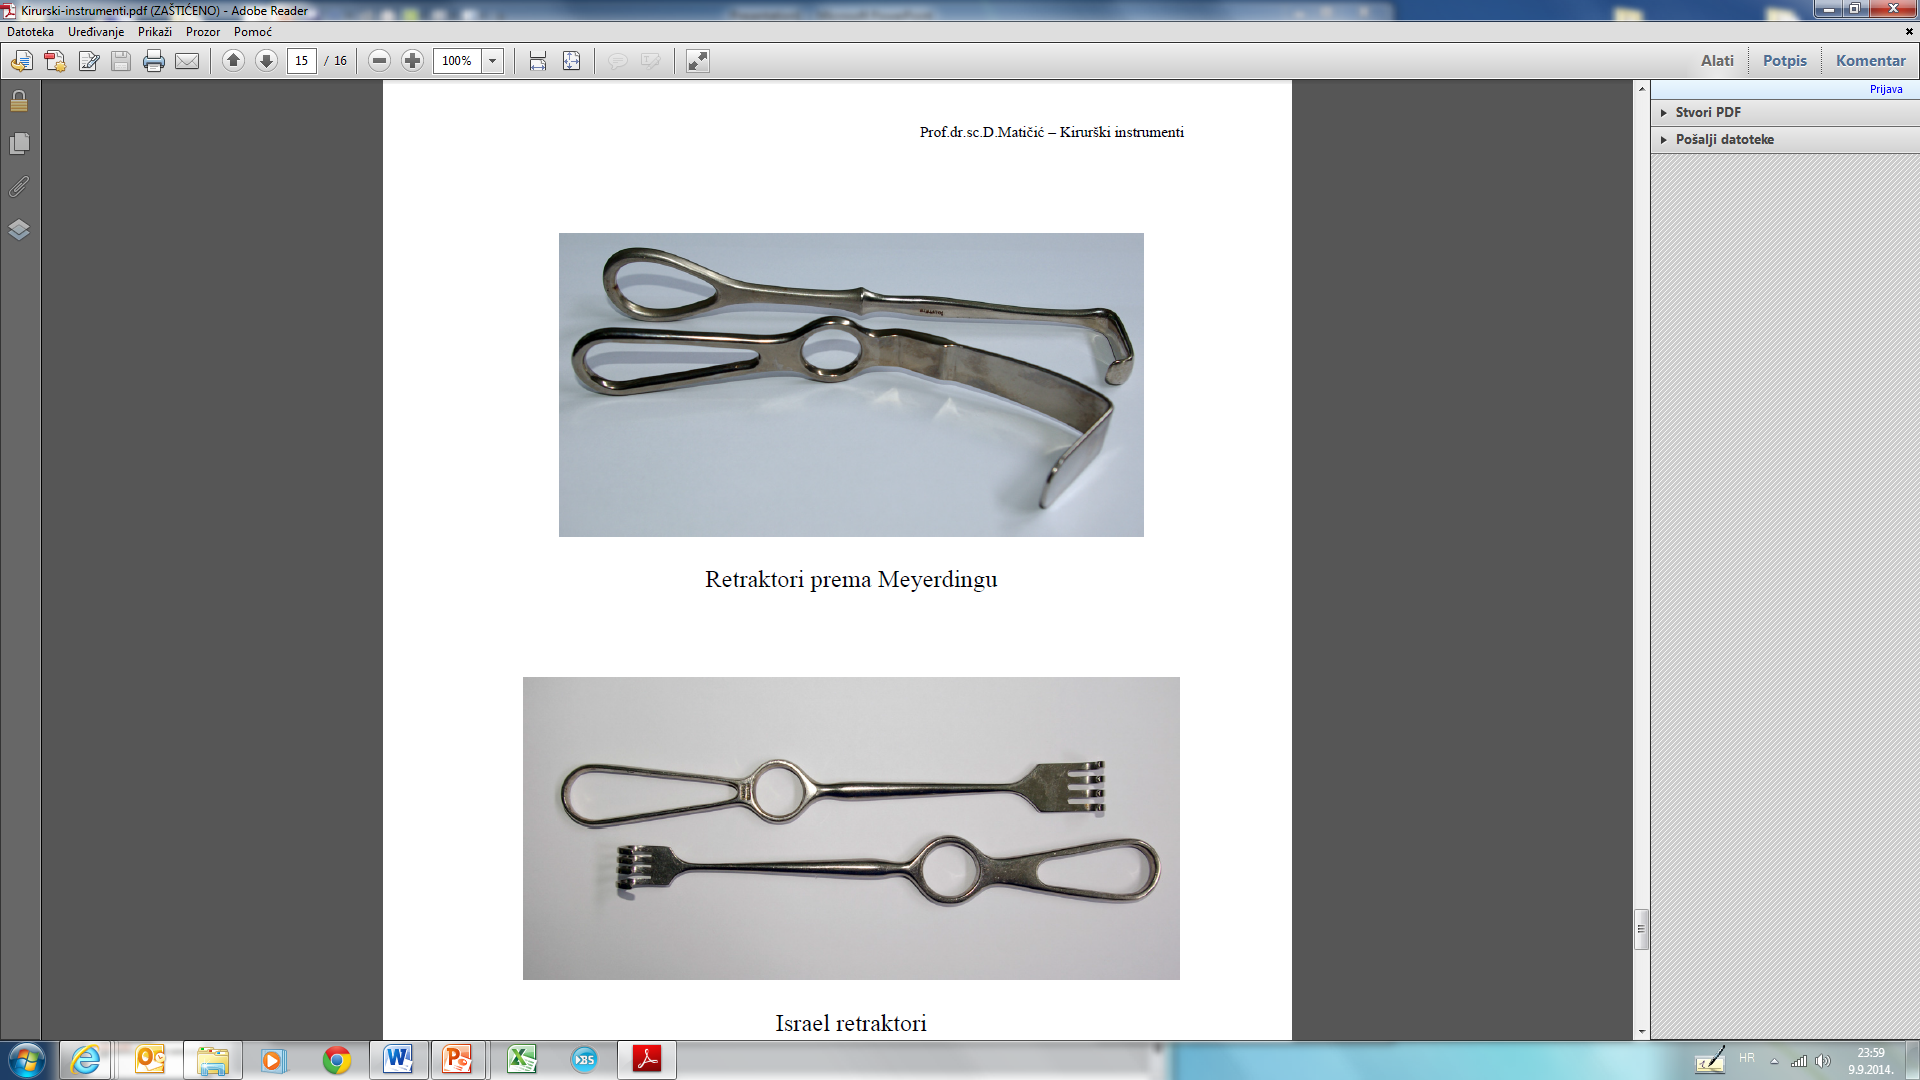 Kirurski-instrumenti.pdf (ZAŠTIĆENO) - Adobe Reader
Datoteka Uređivanje Prikaži Prozor Pomoć
15 / 16 100% Alati Potpis Komentar
Prijava
Stvori PDF
Pošalji datoteke
Prof.dr.sc.D.Matičić – Kirurški instrumenti
Retraktori prema Meyerdingu
Israel retraktori
HR
23:59
9.9.2014.